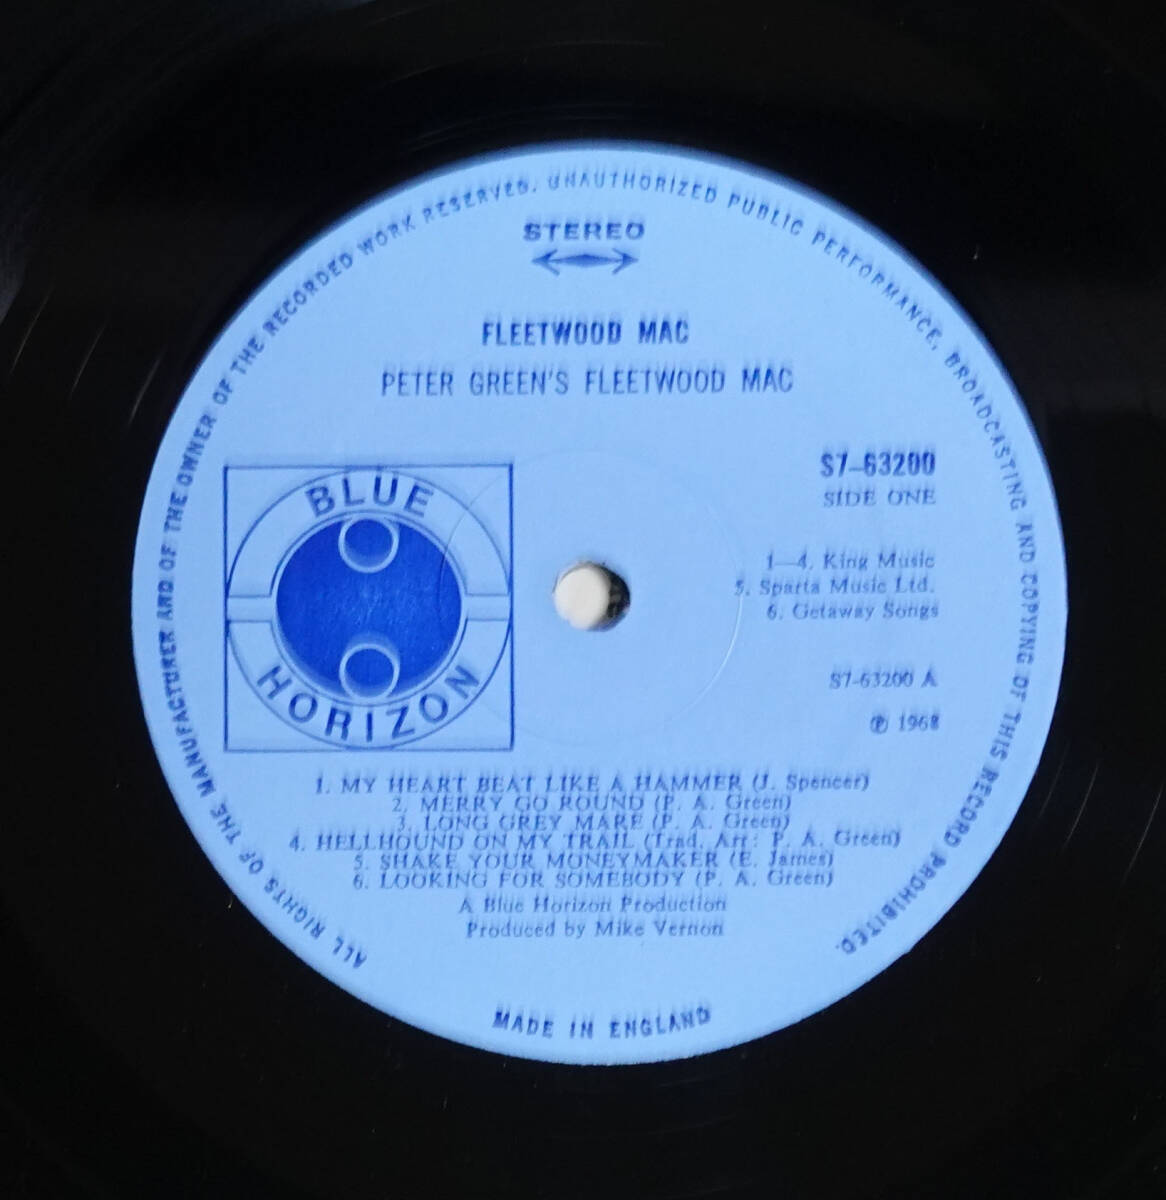 ALL RIGHTS OF THE MANUFACTURER AND OF THE OWNER OF THE RECORDED WORK RESERVED. UNAUTHORIZED PUBLIC PERFORMANCE, BROADCASTING AND COPYING OF THIS RECORD PROHIBITED.
STEREO
FLEETWOOD MAC
PETER GREEN'S FLEETWOOD MAC
S7-63200
SIDE ONE
BLUE
HORIZON
1—4. King Music
5. Sparta Music Ltd.
6. Getaway Songs
S7-63200 A
℗ 1968
1. MY HEART BEAT LIKE A HAMMER (J. Spencer)
2. MERRY GO ROUND (P. A. Green)
3. LONG GREY MARE (P. A. Green)
4. HELLHOUND ON MY TRAIL (Trad. Arr: P. A. Green)
5. SHAKE YOUR MONEYMAKER (E. James)
6. LOOKING FOR SOMEBODY (P. A. Green)
A Blue Horizon Production
Produced by Mike Vernon
MADE IN ENGLAND